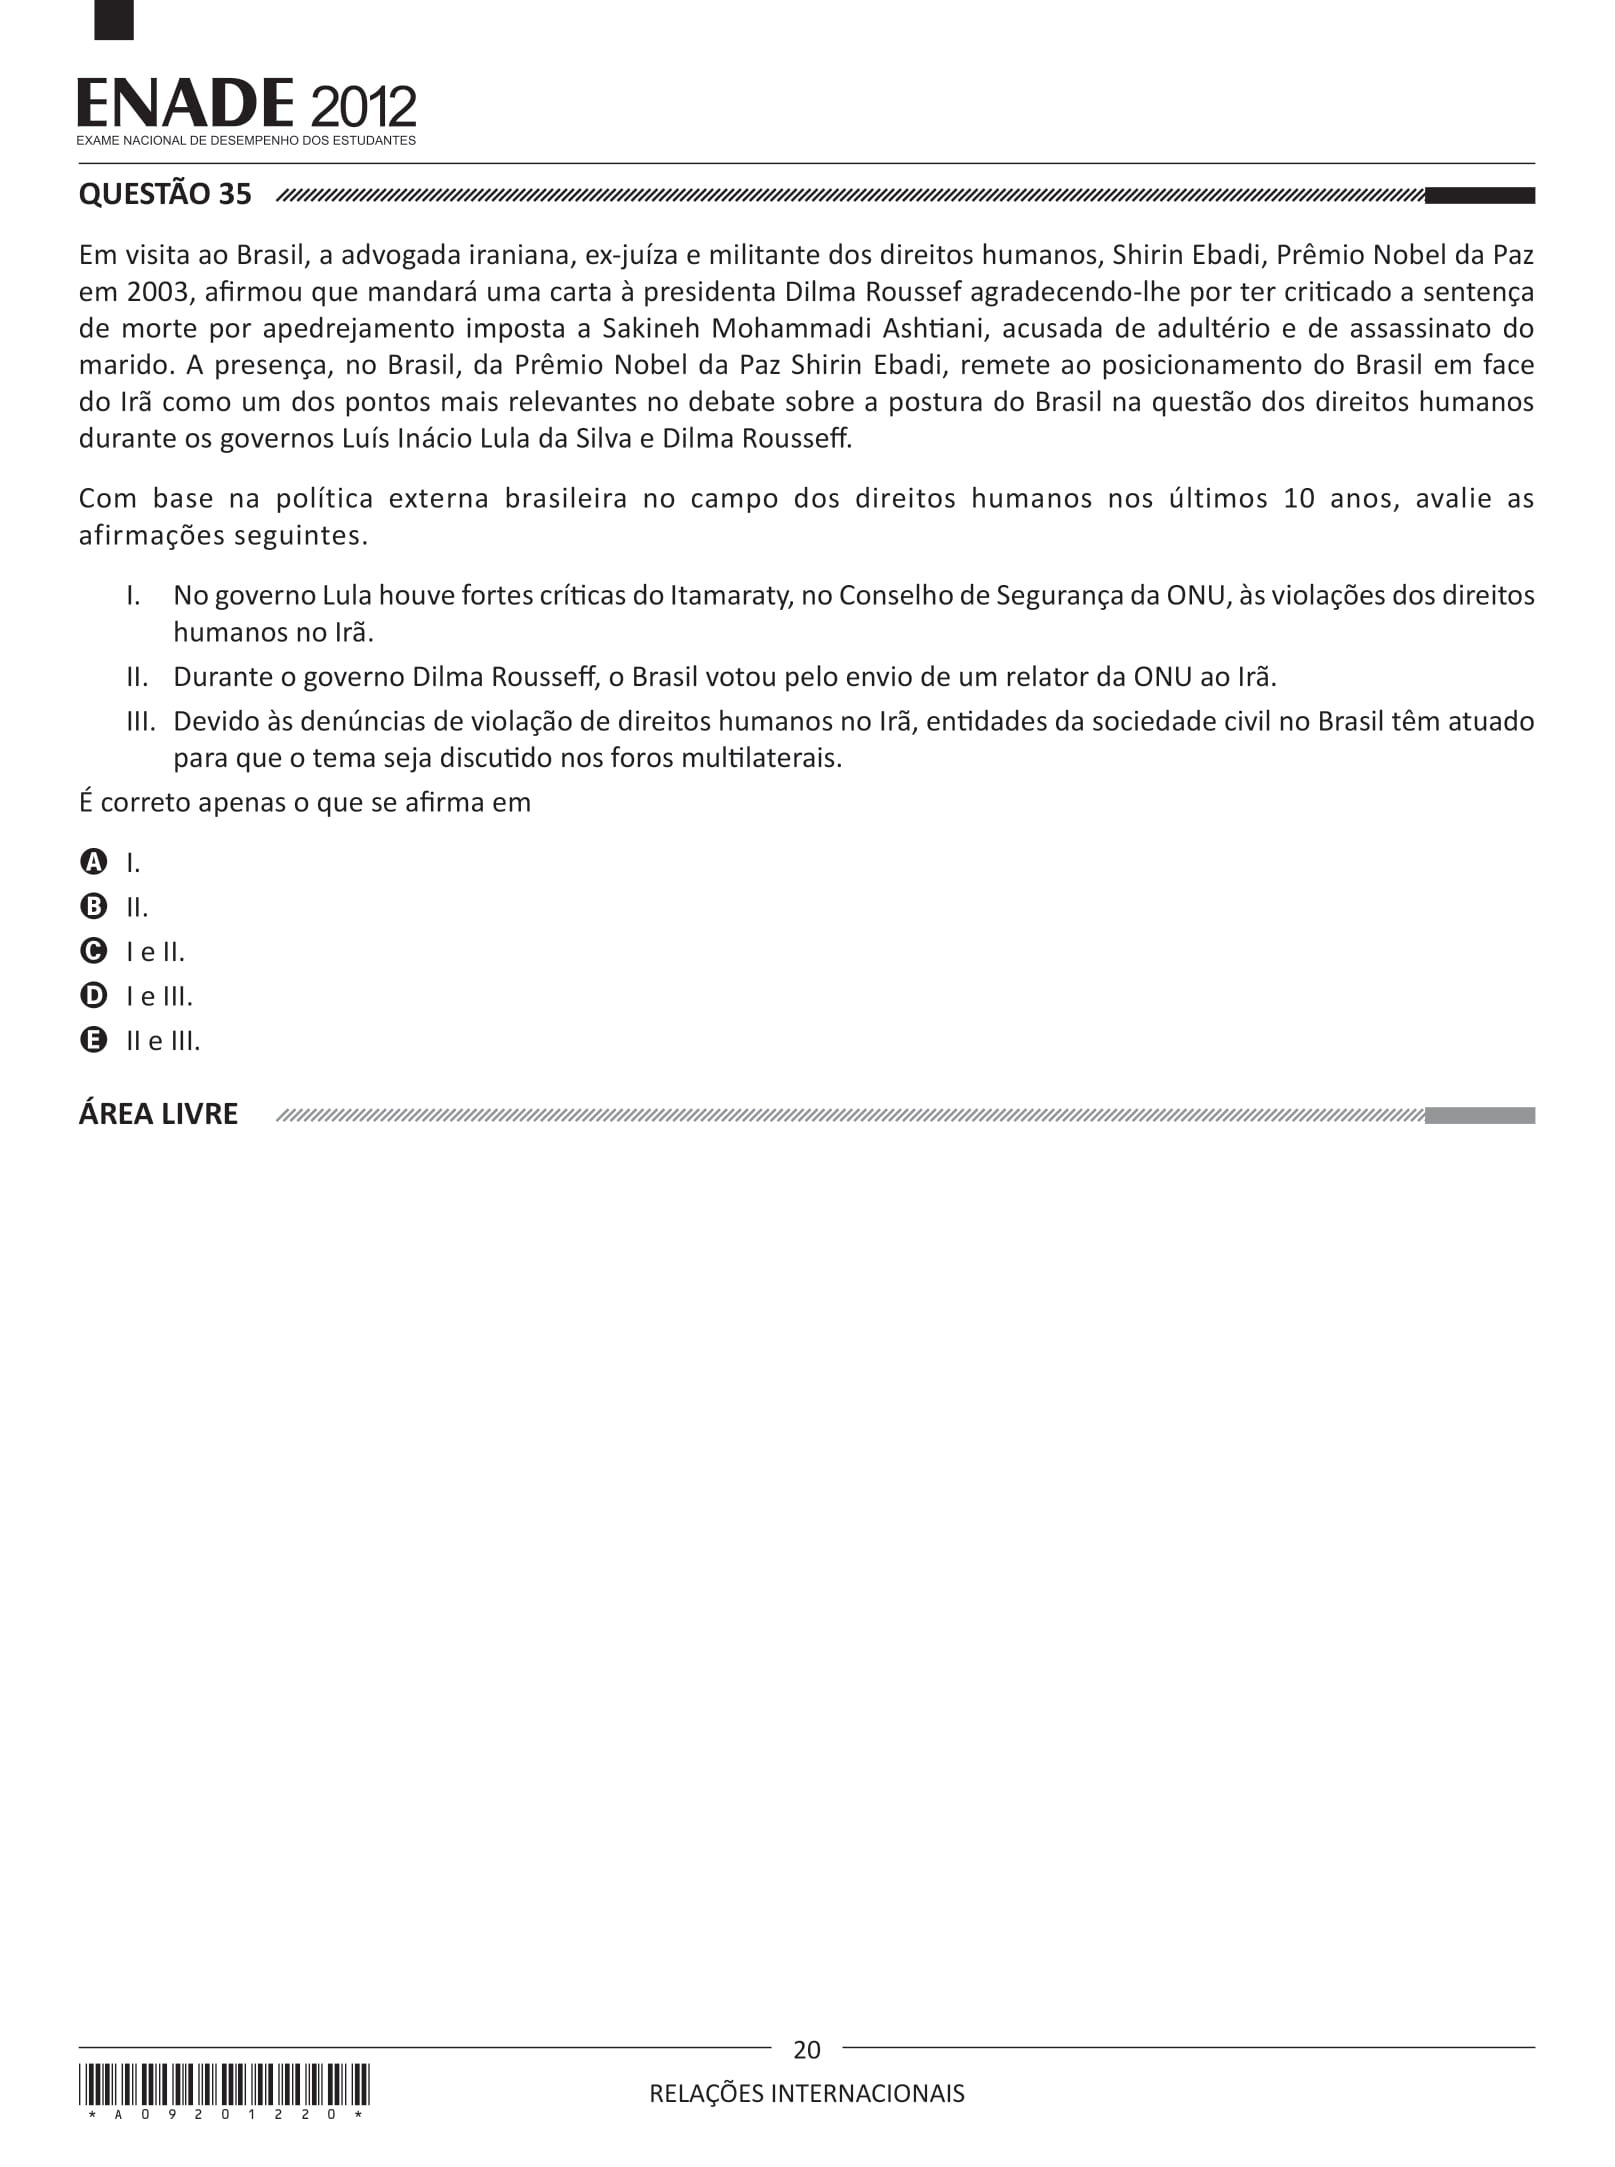 ENADE 2012
EXAME NACIONAL DE DESEMPENHO DOS ESTUDANTES
QUESTÃO 35
Em visita ao Brasil, a advogada iraniana, ex-juíza e militante dos direitos humanos, Shirin Ebadi, Prêmio Nobel da Paz
em 2003, afirmou que mandará uma carta à presidenta Dilma Roussef agradecendo-lhe por ter criticado a sentença
de morte por apedrejamento imposta a Sakineh Mohammadi Ashtiani, acusada de adultério e de assassinato do
marido. A presença, no Brasil, da Prêmio Nobel da Paz Shirin Ebadi, remete ao posicionamento do Brasil em face
do Irã como um dos pontos mais relevantes no debate sobre a postura do Brasil na questão dos direitos humanos
durante os governos Luís Inácio Lula da Silva e Dilma Rousseff.
Com base na política externa brasileira no campo dos direitos humanos nos últimos 10 anos, avalie as
afirmações seguintes.
I. No governo Lula houve fortes críticas do Itamaraty, no Conselho de Segurança da ONU, às violações dos direitos
humanos no Irã.
II. Durante o governo Dilma Rousseff, o Brasil votou pelo envio de um relator da ONU ao Irã.
III. Devido às denúncias de violação de direitos humanos no Irã, entidades da sociedade civil no Brasil têm atuado
para que o tema seja discutido nos foros multilaterais.
É correto apenas o que se afirma em
A I.
B II.
C I e II.
D I e III.
E II e III.
ÁREA LIVRE
20
RELAÇÕES INTERNACIONAIS
* A 0 9 2 0 1 2 2 0 *